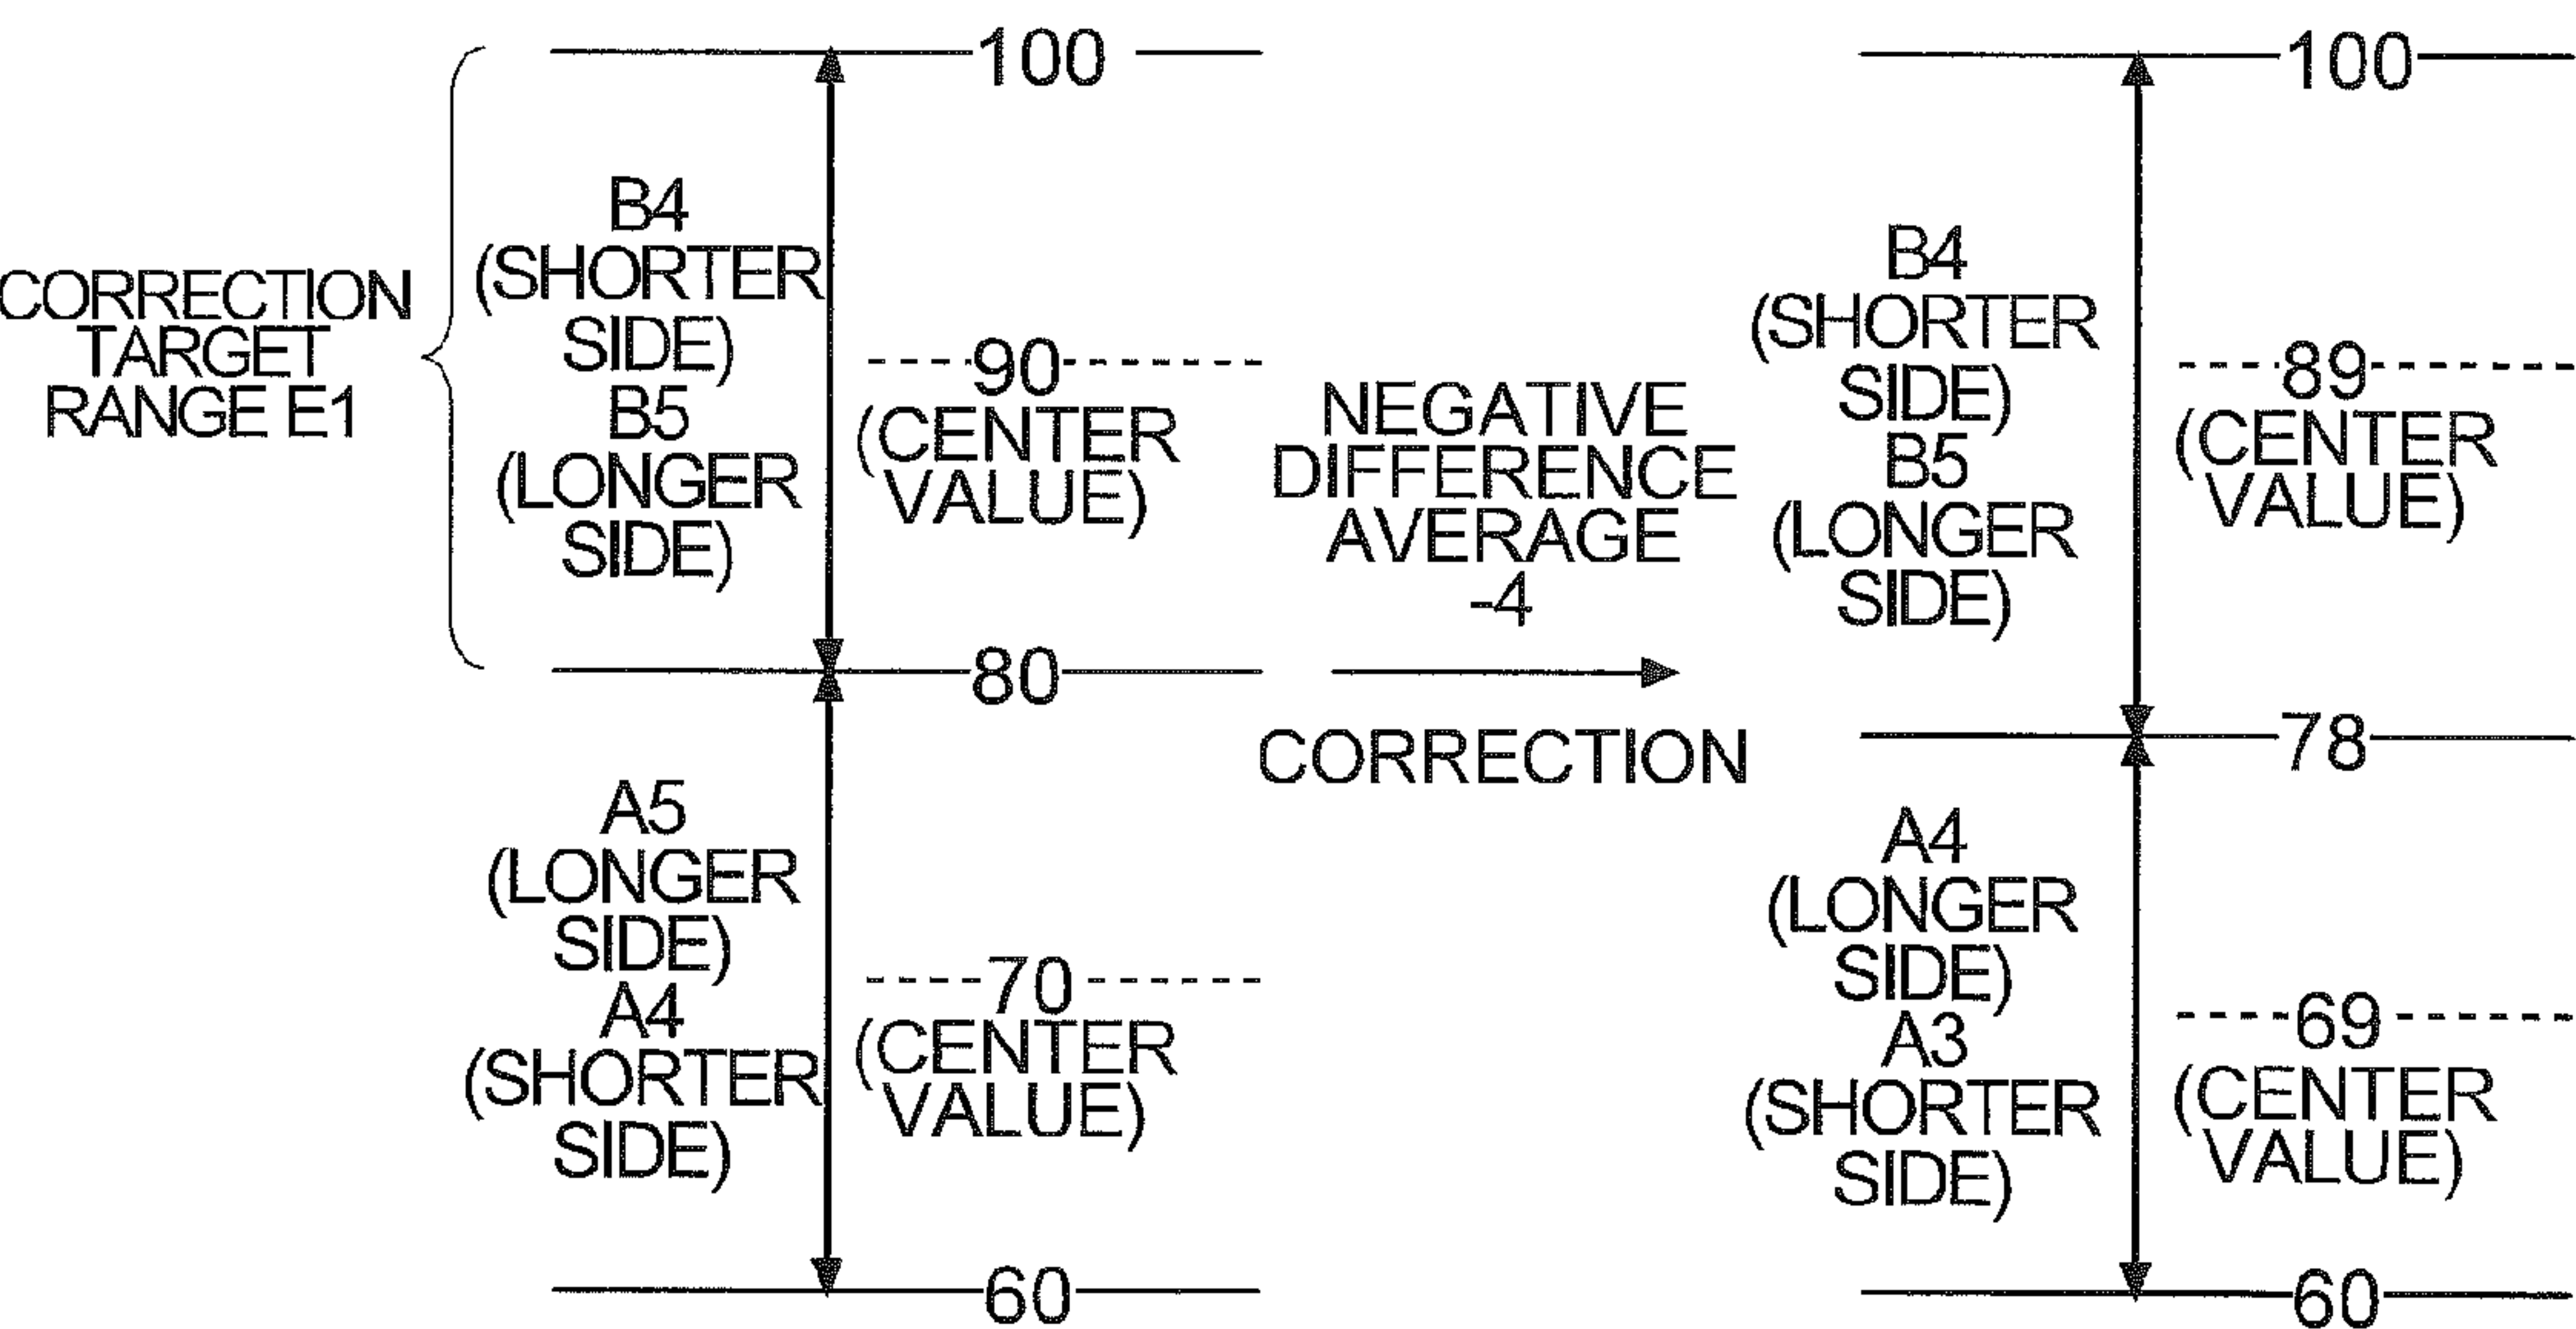 CORRECTION
TARGET
RANGE E1
100
B4
(SHORTER
SIDE)
B5
(LONGER
SIDE)
90
(CENTER
VALUE)
80
A5
(LONGER
SIDE)
A4
(SHORTER
SIDE)
70
(CENTER
VALUE)
60
NEGATIVE
DIFFERENCE
AVERAGE
-4
CORRECTION
100
B4
(SHORTER
SIDE)
B5
(LONGER
SIDE)
89
(CENTER
VALUE)
78
A4
(LONGER
SIDE)
A3
(SHORTER
SIDE)
69
(CENTER
VALUE)
60